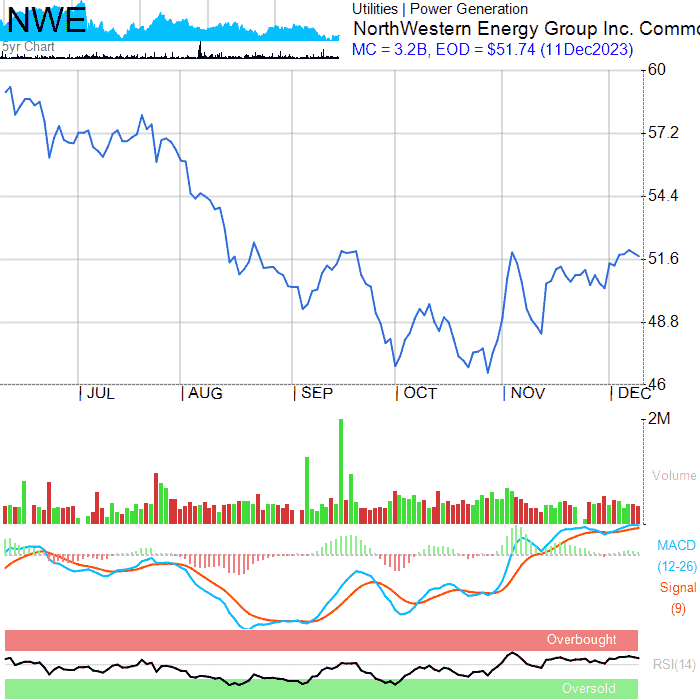 NWE
5yr Chart
Utilities | Power Generation
NorthWestern Energy Group Inc. Commo
MC = 3.2B, EOD = $51.74 (11Dec2023)
60
57.2
54.4
51.6
48.8
46
| JUL
| AUG
| SEP
| OCT
| NOV
| DEC
2M
Volume
MACD
(12-26)
Signal
(9)
Overbought
RSI(14)
Oversold